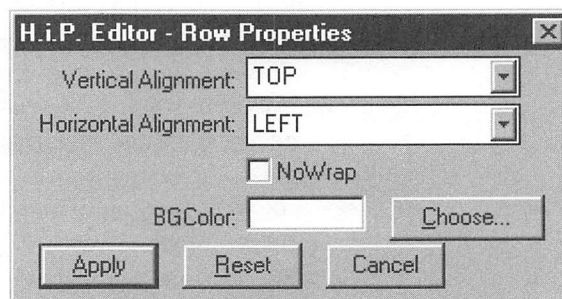 H.i.P. Editor - Row Properties
Vertical Alignment: TOP
Horizontal Alignment: LEFT
NoWrap
BGColor: Choose...
Apply Reset Cancel